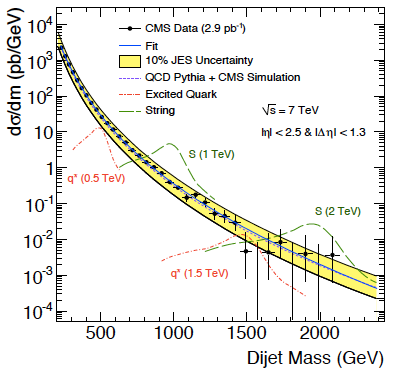 dσ/dm (pb/GeV)
10⁴
10³
10²
10
1
10⁻¹
10⁻²
10⁻³
10⁻⁴
CMS Data (2.9 pb⁻¹)
Fit
10% JES Uncertainty
QCD Pythia + CMS Simulation
Excited Quark
String
√s = 7 TeV
|η| < 2.5 & |Δη| < 1.3
S (1 TeV)
q* (0.5 TeV)
S (2 TeV)
q* (1.5 TeV)
500 1000 1500 2000
Dijet Mass (GeV)